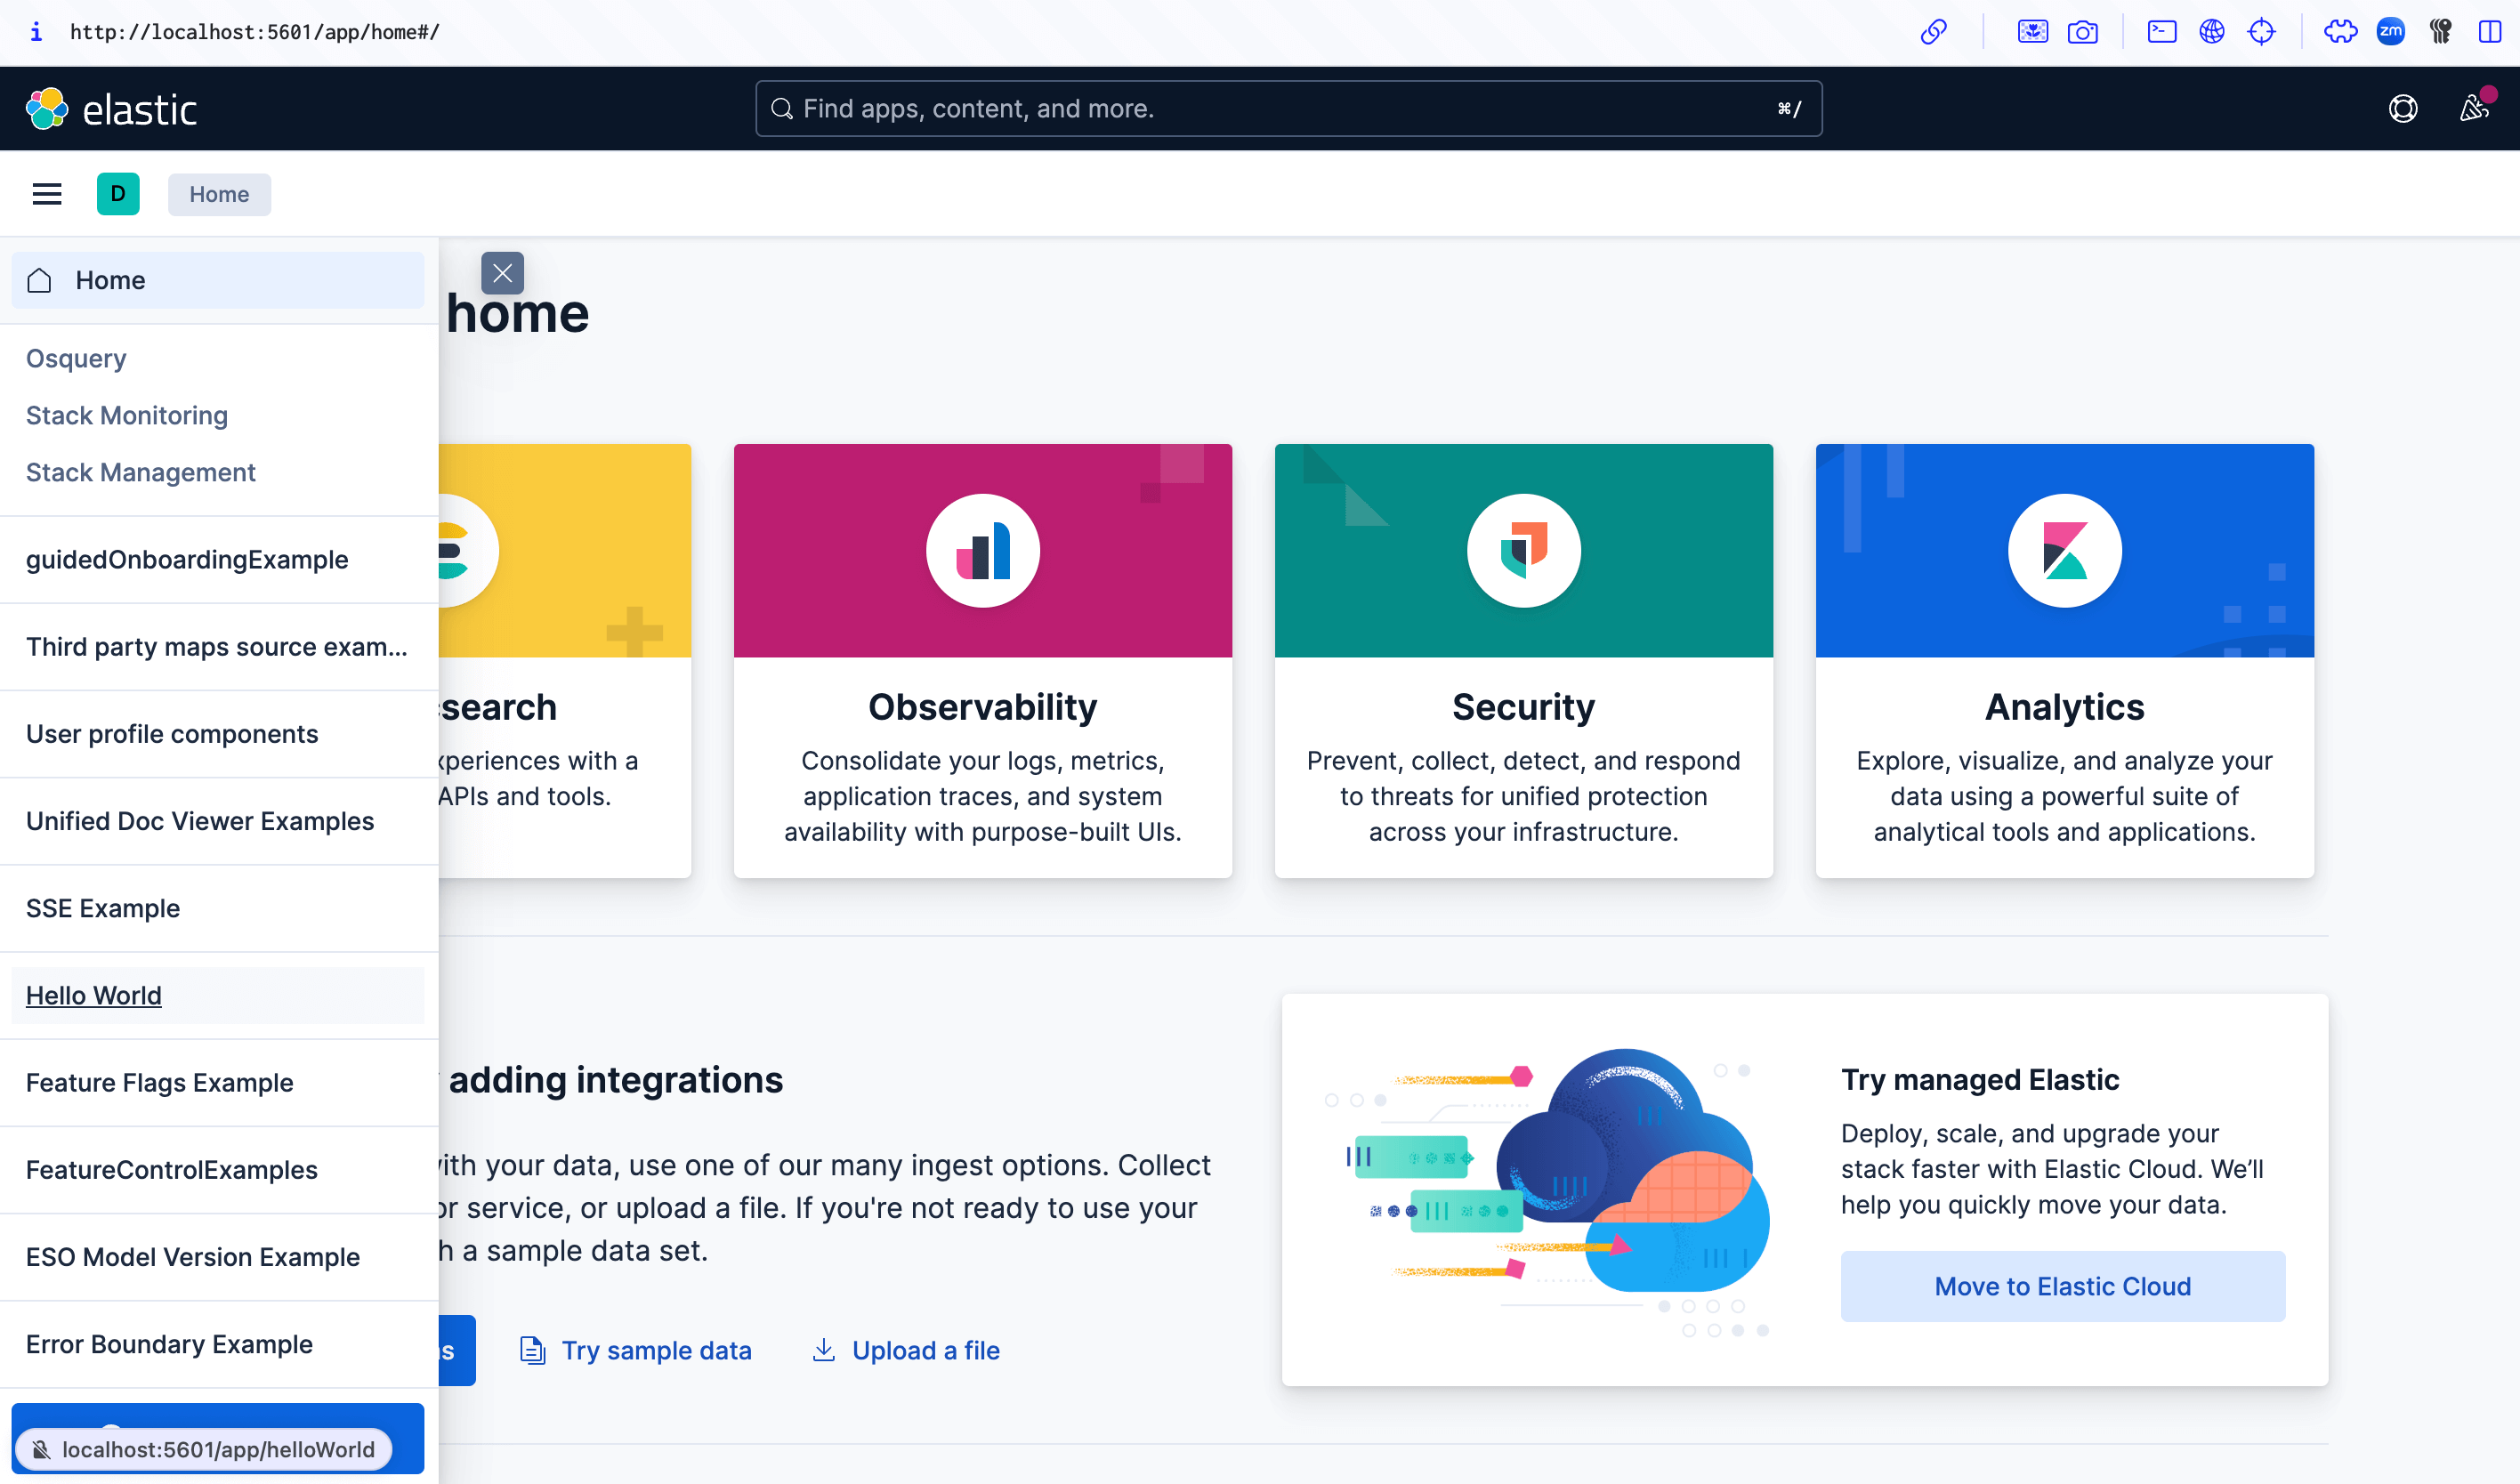 http://localhost:5601/app/home#/
zm
elastic
Find apps, content, and more.
⌘/
D
Home
Home
home
Osquery
Stack Monitoring
Stack Management
guidedOnboardingExample
Third party maps source exam...
User profile components
Unified Doc Viewer Examples
SSE Example
Hello World
Feature Flags Example
FeatureControlExamples
ESO Model Version Example
Error Boundary Example
localhost:5601/app/helloWorld
search
xperiences with a
APIs and tools.
Observability
Consolidate your logs, metrics,
application traces, and system
availability with purpose-built UIs.
Security
Prevent, collect, detect, and respond
to threats for unified protection
across your infrastructure.
Analytics
Explore, visualize, and analyze your
data using a powerful suite of
analytical tools and applications.
adding integrations
ith your data, use one of our many ingest options. Collect
or service, or upload a file. If you're not ready to use your
h a sample data set.
s
Try sample data
Upload a file
Try managed Elastic
Deploy, scale, and upgrade your
stack faster with Elastic Cloud. We’ll
help you quickly move your data.
Move to Elastic Cloud